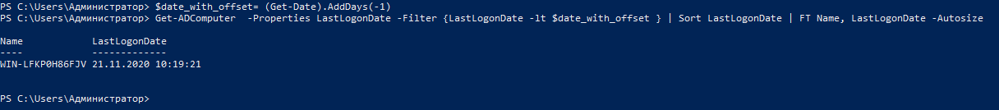 PS C:\Users\Администратор> $date_with_offset= (Get-Date).AddDays(-1)
PS C:\Users\Администратор> Get-ADComputer  -Properties LastLogonDate -Filter {LastLogonDate -lt $date_with_offset } | Sort LastLogonDate | FT Name, LastLogonDate -Autosize
Name            LastLogonDate
----            -------------
WIN-LFKP0H86FJV 21.11.2020 10:19:21
PS C:\Users\Администратор>